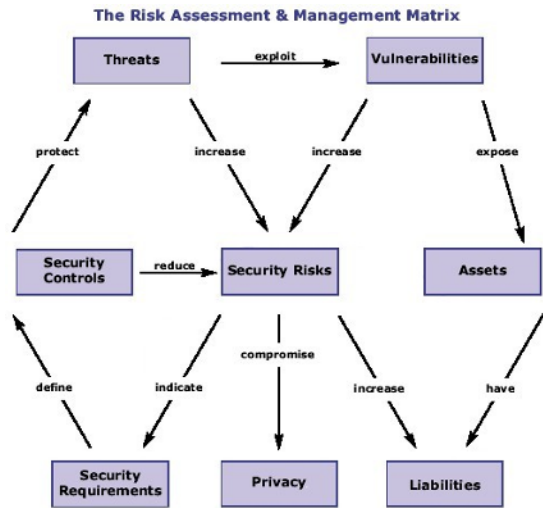 The Risk Assessment & Management Matrix
Threats
exploit
Vulnerabilities
protect
increase
increase
expose
Security
Controls
reduce
Security Risks
Assets
compromise
define
indicate
increase
have
Security
Requirements
Privacy
Liabilities